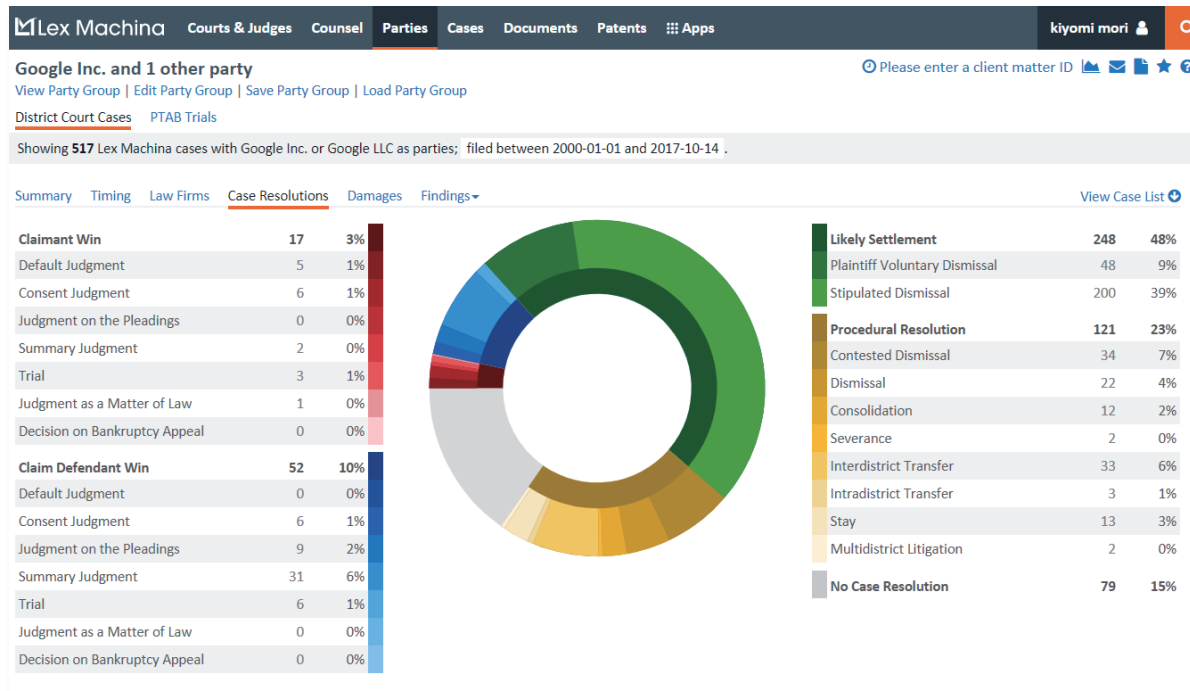 Lex Machina Courts & Judges Counsel Parties Cases Documents Patents Apps kiyomi mori
Google Inc. and 1 other party
Please enter a client matter ID
View Party Group | Edit Party Group | Save Party Group | Load Party Group
District Court Cases PTAB Trials
Showing 517 Lex Machina cases with Google Inc. or Google LLC as parties; filed between 2000-01-01 and 2017-10-14 .
Summary Timing Law Firms Case Resolutions Damages Findings View Case List
Claimant Win 17 3%
Default Judgment 5 1%
Consent Judgment 6 1%
Judgment on the Pleadings 0 0%
Summary Judgment 2 0%
Trial 3 1%
Judgment as a Matter of Law 1 0%
Decision on Bankruptcy Appeal 0 0%
Claim Defendant Win 52 10%
Default Judgment 0 0%
Consent Judgment 6 1%
Judgment on the Pleadings 9 2%
Summary Judgment 31 6%
Trial 6 1%
Judgment as a Matter of Law 0 0%
Decision on Bankruptcy Appeal 0 0%
Likely Settlement 248 48%
Plaintiff Voluntary Dismissal 48 9%
Stipulated Dismissal 200 39%
Procedural Resolution 121 23%
Contested Dismissal 34 7%
Dismissal 22 4%
Consolidation 12 2%
Severance 2 0%
Interdistrict Transfer 33 6%
Intradistrict Transfer 3 1%
Stay 13 3%
Multidistrict Litigation 2 0%
No Case Resolution 79 15%